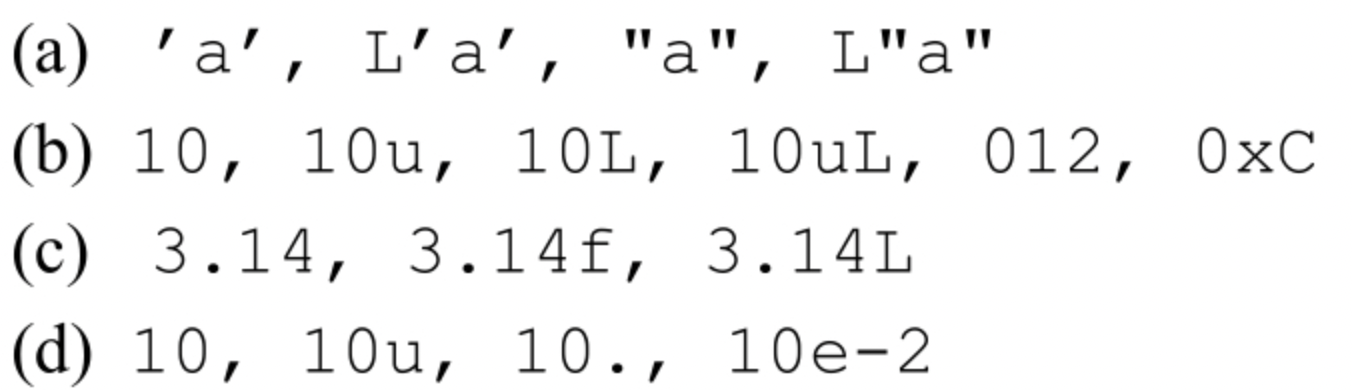 (a) 'a', L'a', "a", L"a"
(b) 10, 10u, 10L, 10uL, 012, 0xC
(c) 3.14, 3.14f, 3.14L
(d) 10, 10u, 10., 10e-2